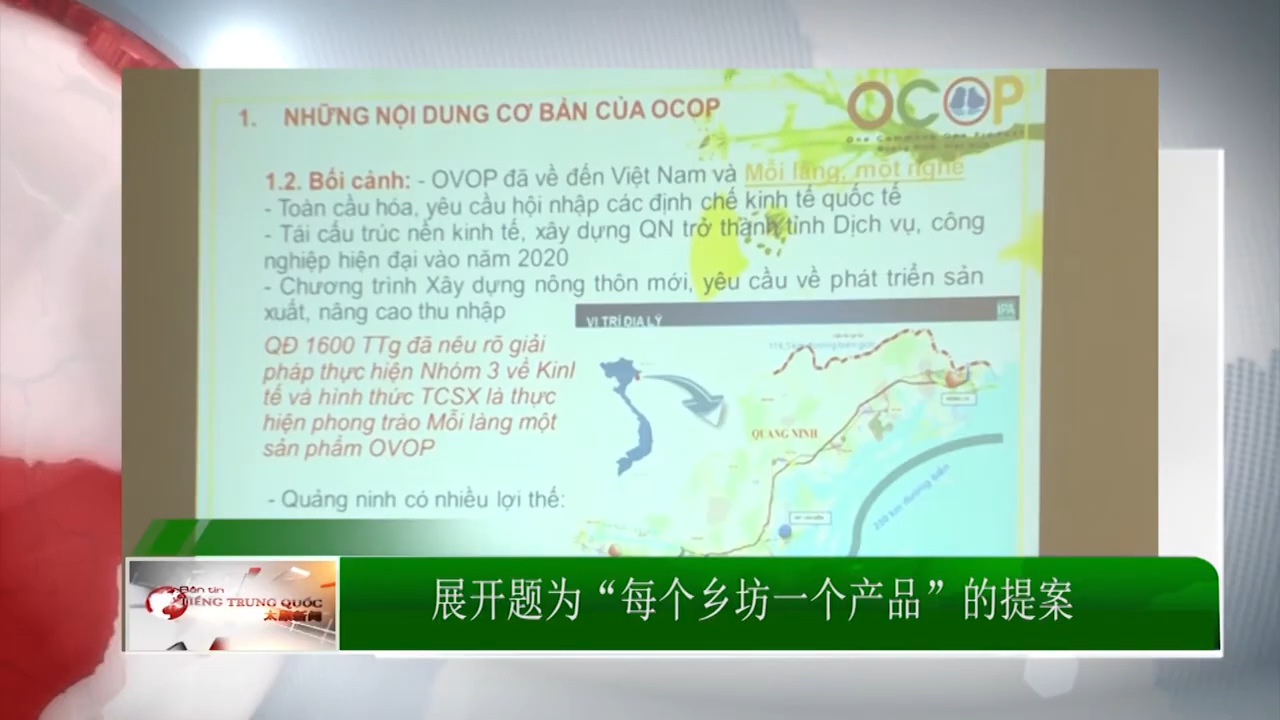 1. NHỮNG NỘI DUNG CƠ BẢN CỦA OCOP
OCOP
One Commune One Product
1.2. Bối cảnh: - OVOP đã về đến Việt Nam và Mỗi làng, một nghề
- Toàn cầu hóa, yêu cầu hội nhập các định chế kinh tế quốc tế
- Tái cấu trúc nền kinh tế, xây dựng QN trở thành tỉnh Dịch vụ, công
nghiệp hiện đại vào năm 2020
- Chương trình Xây dựng nông thôn mới, yêu cầu về phát triển sản
xuất, nâng cao thu nhập
VỊ TRÍ ĐỊA LÝ
IPA
QĐ 1600 TTg đã nêu rõ giải
pháp thực hiện Nhóm 3 về Kinl
tế và hình thức TCSX là thực
hiện phong trào Mỗi làng một
sản phẩm OVOP
QUANG NINH
- Quảng ninh có nhiều lợi thế:
Bản tin
TIẾNG TRUNG QUỐC
展开题为“每个乡坊一个产品”的提案